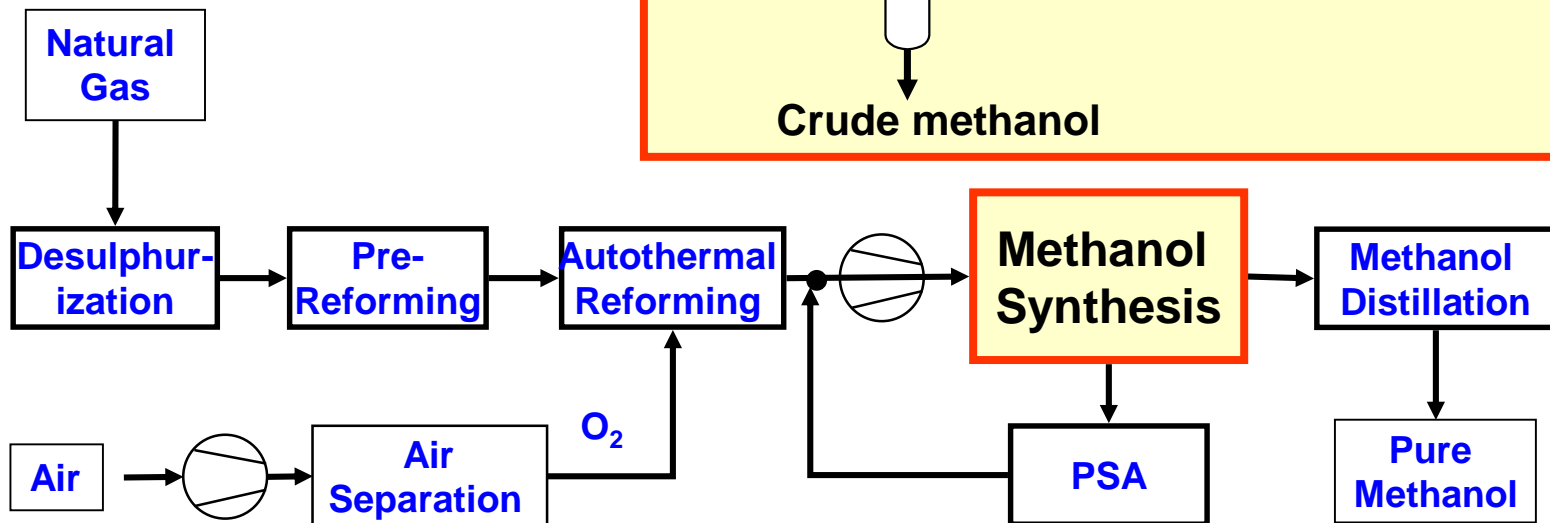 Natural
Gas
Crude methanol
Desulphur-
ization
Pre-
Reforming
Autothermal
Reforming
Methanol
Synthesis
Methanol
Distillation
O2
Air
Air
Separation
PSA
Pure
Methanol